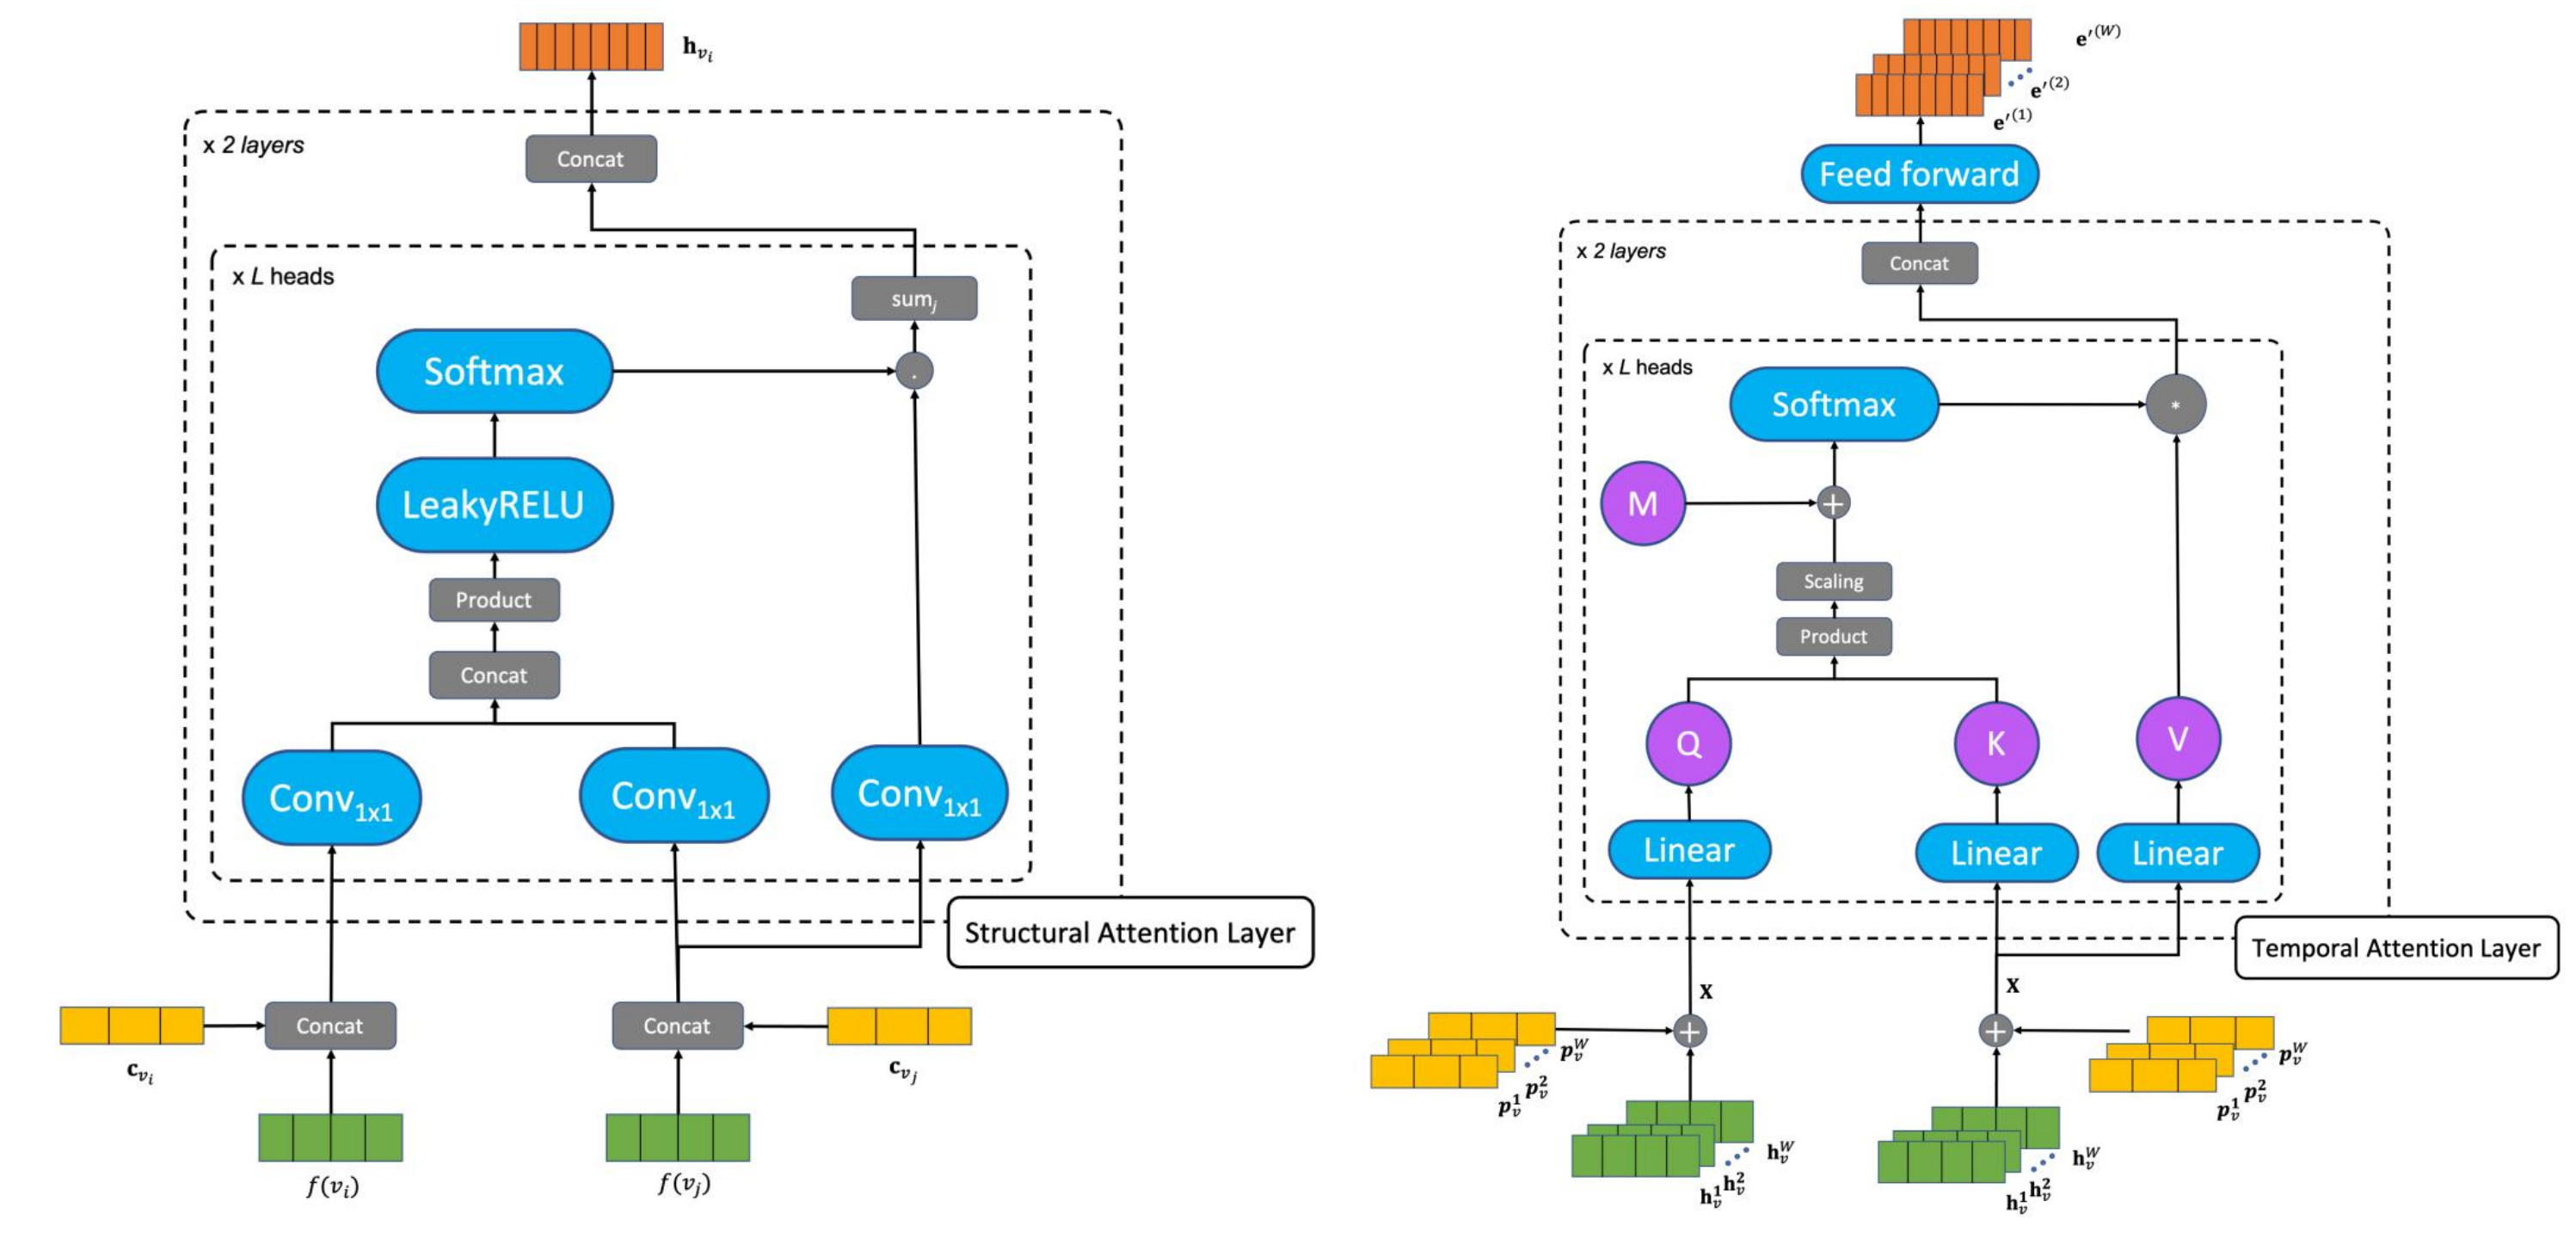 h_{v_i}
x 2 layers
Concat
x L heads
sum_j
Softmax
.
LeakyRELU
Product
Concat
Conv_{1x1}
Conv_{1x1}
Conv_{1x1}
Structural Attention Layer
Concat
Concat
c_{v_i}
c_{v_j}
f(v_i)
f(v_j)
e'^{(W)}
e'^{(2)}
e'^{(1)}
Feed forward
x 2 layers
Concat
x L heads
Softmax
*
M
+
Scaling
Product
Q
K
V
Linear
Linear
Linear
Temporal Attention Layer
X
X
+
+
p_v^W
p_v^2
p_v^1
p_v^W
p_v^2
p_v^1
h_v^W
h_v^2
h_v^1
h_v^W
h_v^2
h_v^1